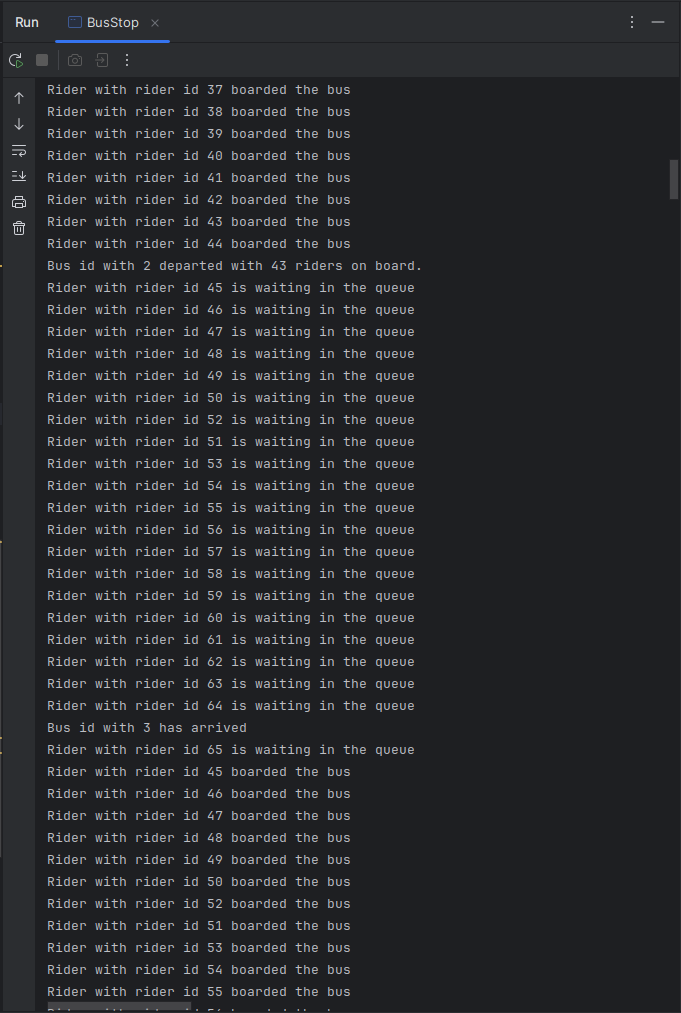 Run BusStop
Rider with rider id 37 boarded the bus
Rider with rider id 38 boarded the bus
Rider with rider id 39 boarded the bus
Rider with rider id 40 boarded the bus
Rider with rider id 41 boarded the bus
Rider with rider id 42 boarded the bus
Rider with rider id 43 boarded the bus
Rider with rider id 44 boarded the bus
Bus id with 2 departed with 43 riders on board.
Rider with rider id 45 is waiting in the queue
Rider with rider id 46 is waiting in the queue
Rider with rider id 47 is waiting in the queue
Rider with rider id 48 is waiting in the queue
Rider with rider id 49 is waiting in the queue
Rider with rider id 50 is waiting in the queue
Rider with rider id 52 is waiting in the queue
Rider with rider id 51 is waiting in the queue
Rider with rider id 53 is waiting in the queue
Rider with rider id 54 is waiting in the queue
Rider with rider id 55 is waiting in the queue
Rider with rider id 56 is waiting in the queue
Rider with rider id 57 is waiting in the queue
Rider with rider id 58 is waiting in the queue
Rider with rider id 59 is waiting in the queue
Rider with rider id 60 is waiting in the queue
Rider with rider id 61 is waiting in the queue
Rider with rider id 62 is waiting in the queue
Rider with rider id 63 is waiting in the queue
Rider with rider id 64 is waiting in the queue
Bus id with 3 has arrived
Rider with rider id 65 is waiting in the queue
Rider with rider id 45 boarded the bus
Rider with rider id 46 boarded the bus
Rider with rider id 47 boarded the bus
Rider with rider id 48 boarded the bus
Rider with rider id 49 boarded the bus
Rider with rider id 50 boarded the bus
Rider with rider id 52 boarded the bus
Rider with rider id 51 boarded the bus
Rider with rider id 53 boarded the bus
Rider with rider id 54 boarded the bus
Rider with rider id 55 boarded the bus